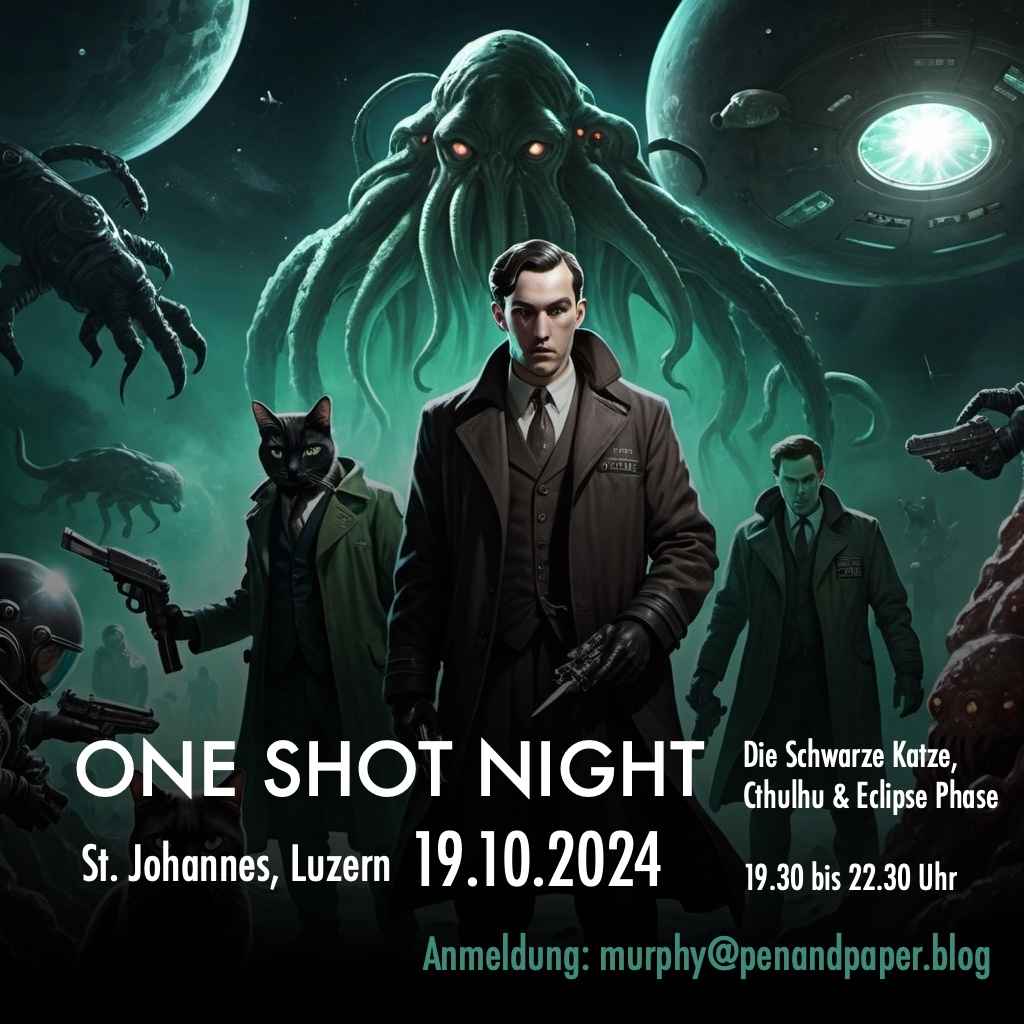 ONE SHOT NIGHT
Die Schwarze Katze,
Cthulhu & Eclipse Phase
St. Johannes, Luzern
19.10.2024
19.30 bis 22.30 Uhr
Anmeldung: murphy@penandpaper.blog